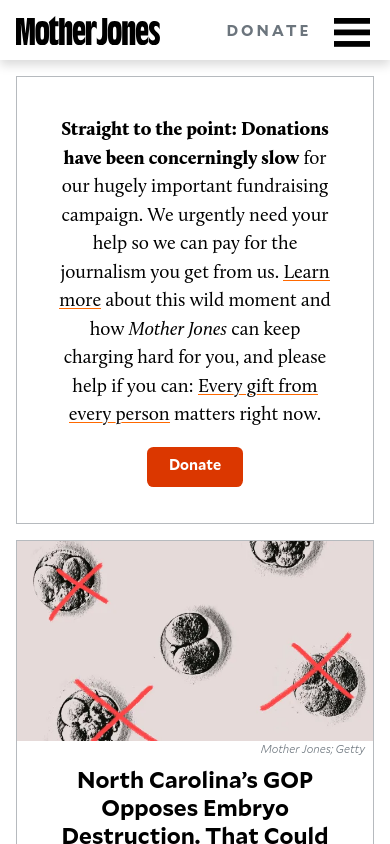 Mother Jones
DONATE
Straight to the point: Donations
have been concerningly slow for
our hugely important fundraising
campaign. We urgently need your
help so we can pay for the
journalism you get from us. Learn
more about this wild moment and
how Mother Jones can keep
charging hard for you, and please
help if you can: Every gift from
every person matters right now.
Donate
Mother Jones; Getty
North Carolina’s GOP
Opposes Embryo
Destruction. That Could